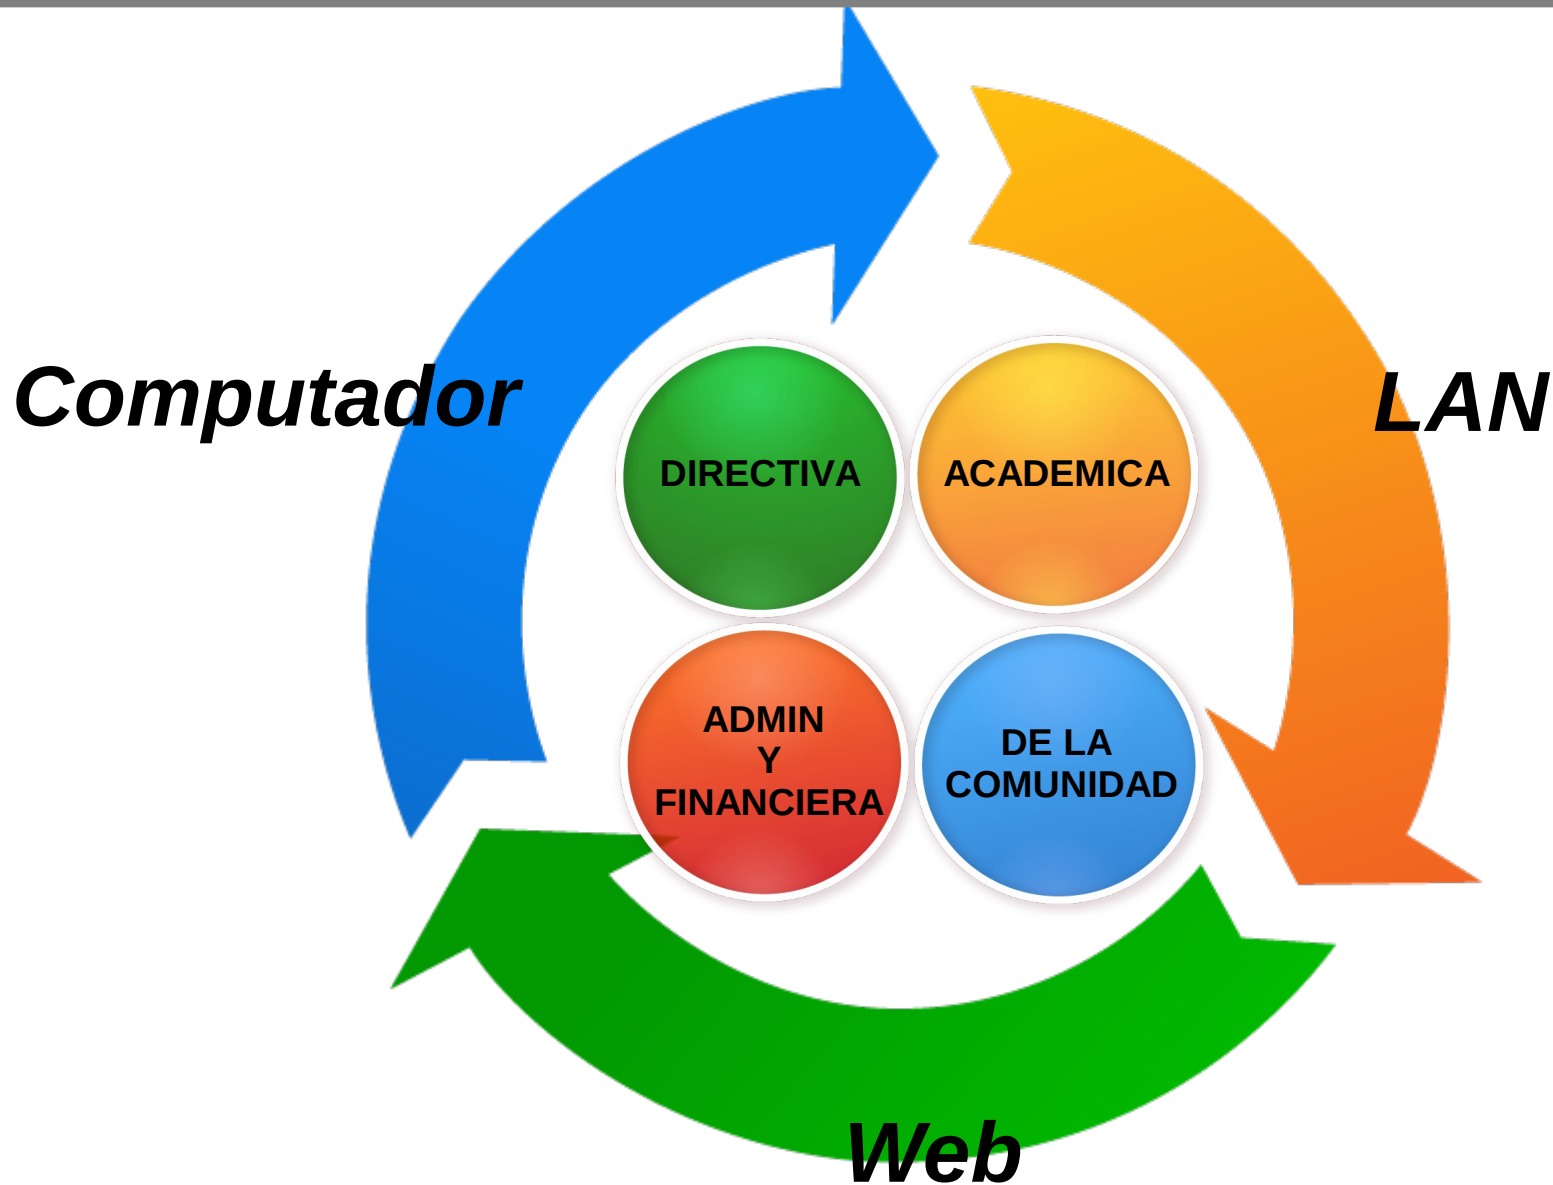 Computador
LAN
DIRECTIVA
ACADEMICA
ADMIN
Y
FINANCIERA
DE LA
COMUNIDAD
Web